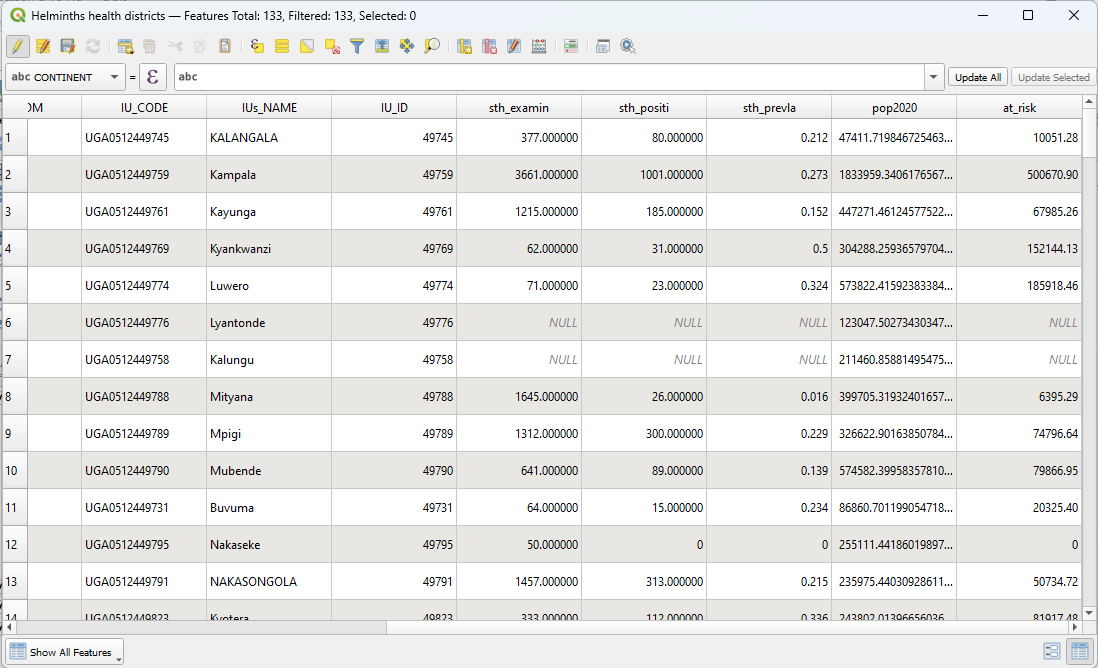 Helminths health districts — Features Total: 133, Filtered: 133, Selected: 0
abc CONTINENT = ε abc Update All Update Selected
OM IU_CODE IUs_NAME IU_ID sth_examin sth_positi sth_prevla pop2020 at_risk
1 UGA0512449745 KALANGALA 49745 377.000000 80.000000 0.212 47411.719846725463... 10051.28
2 UGA0512449759 Kampala 49759 3661.000000 1001.000000 0.273 1833959.3406176567... 500670.90
3 UGA0512449761 Kayunga 49761 1215.000000 185.000000 0.152 447271.46124577522... 67985.26
4 UGA0512449769 Kyankwanzi 49769 62.000000 31.000000 0.5 304288.25936579704... 152144.13
5 UGA0512449774 Luwero 49774 71.000000 23.000000 0.324 573822.41592383384... 185918.46
6 UGA0512449776 Lyantonde 49776 NULL NULL NULL 123047.50273430347... NULL
7 UGA0512449758 Kalungu 49758 NULL NULL NULL 211460.85881495475... NULL
8 UGA0512449788 Mityana 49788 1645.000000 26.000000 0.016 399705.31932401657... 6395.29
9 UGA0512449789 Mpigi 49789 1312.000000 300.000000 0.229 326622.90163850784... 74796.64
10 UGA0512449790 Mubende 49790 641.000000 89.000000 0.139 574582.39958357810... 79866.95
11 UGA0512449731 Buvuma 49731 64.000000 15.000000 0.234 86860.701199054718... 20325.40
12 UGA0512449795 Nakaseke 49795 50.000000 0 0 255111.44186019897... 0
13 UGA0512449791 NAKASONGOLA 49791 1457.000000 313.000000 0.215 235975.44030928611... 50734.72
14 UGA0512449823 Kyotera 49823 333.000000 112.000000 0.336 243802.01396656036... 81917.48
Show All Features